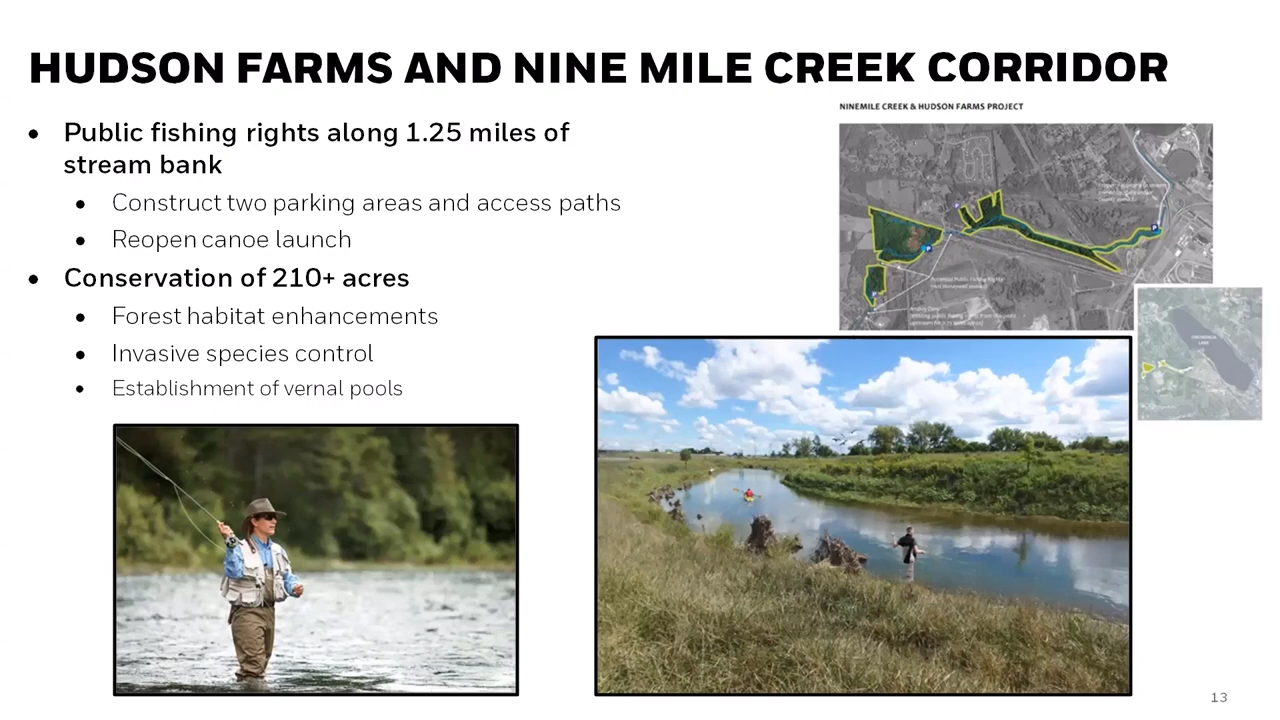 HUDSON FARMS AND NINE MILE CREEK CORRIDOR
• Public fishing rights along 1.25 miles of
stream bank
• Construct two parking areas and access paths
• Reopen canoe launch
• Conservation of 210+ acres
• Forest habitat enhancements
• Invasive species control
• Establishment of vernal pools
NINEMILE CREEK & HUDSON FARMS PROJECT
P
P
P
P
ONONDAGA
LAKE
13